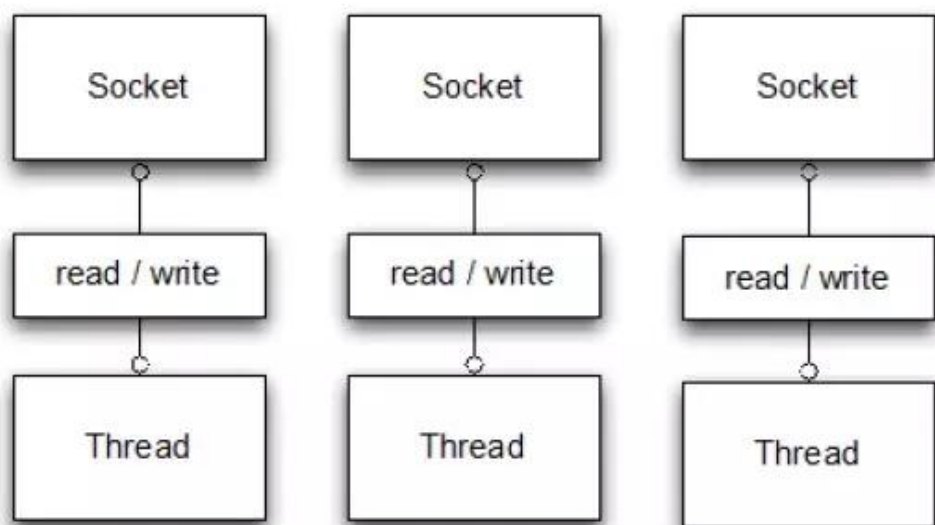 Socket
Socket
Socket
read / write
read / write
read / write
Thread
Thread
Thread